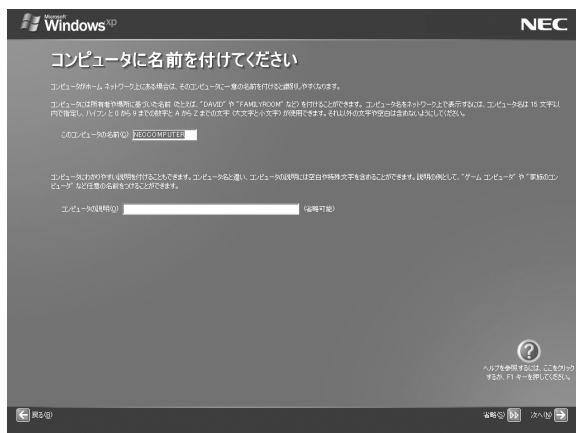 Microsoft
Windows xp
NEC
コンピュータに名前を付けてください
コンピュータがホーム ネットワーク上にある場合は、そのコンピュータに一意の名前を付けると識別しやすくなります。
コンピュータには所有者や場所に基づいた名前 (たとえば、"DAVID" や "FAMILYROOM" など) を付けることができます。コンピュータ名をネットワーク上で表示するには、コンピュータ名は 15 文字以
内で指定し、ハイフン と 0 から 9 までの数字と A から Z までの文字 (大文字と小文字) が使用できます。それ以外の文字や空白は含めないようにしてください。
このコンピュータの名前(Q) NECCOMPUTER
コンピュータにわかりやすい説明を付けることもできます。コンピュータ名と違い、コンピュータの説明には空白や特殊文字を含めることができます。説明の例として、"ゲーム コンピュータ" や "家族のコン
ピュータ" など任意の名前をつけることができます。
コンピュータの説明(O) (省略可能)
ヘルプを参照するには、ここをクリック
するか、F1 キーを押してください。
戻る(B) 省略(S) 次へ(N)